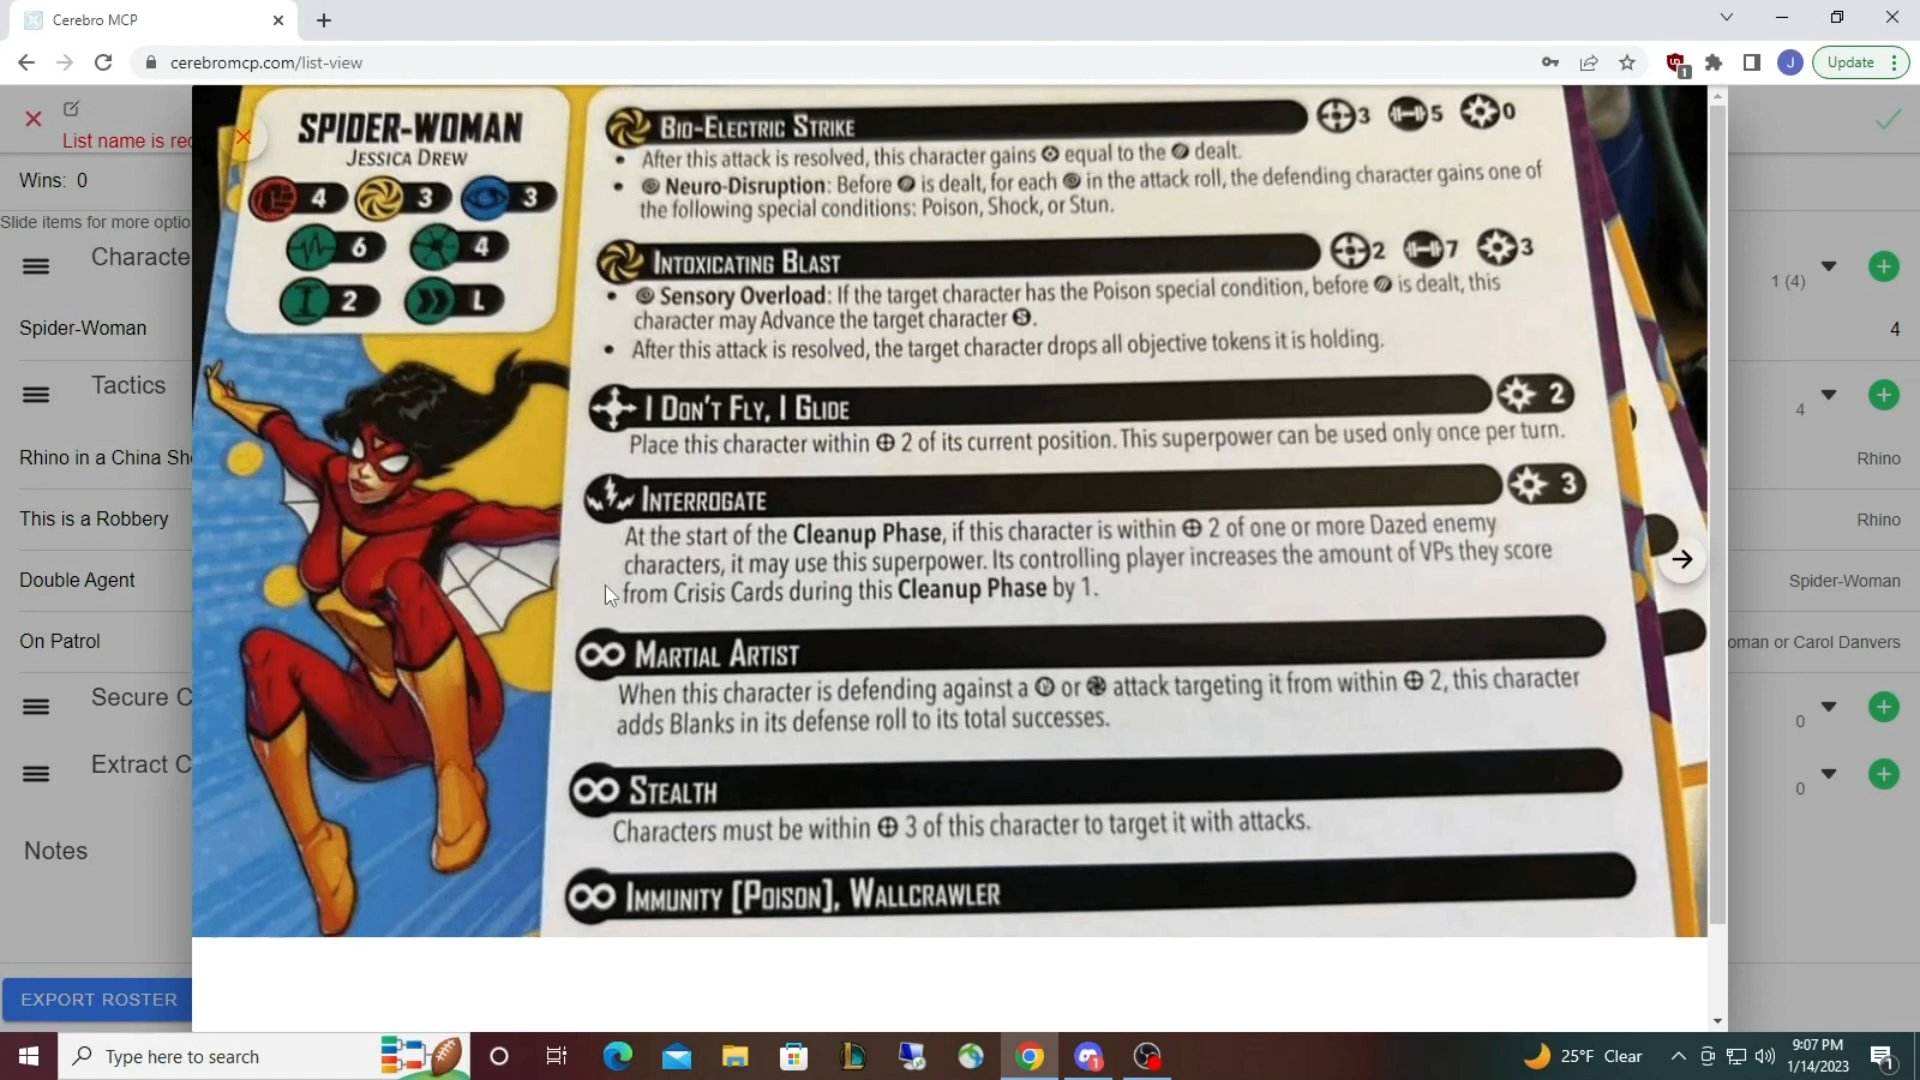 Cerebro MCP
cerebromcp.com/list-view
Update
J
1
List name is rec
Wins: 0
Slide items for more optio
Characte
1 (4)
Spider-Woman
4
Tactics
4
Rhino in a China Sh
Rhino
This is a Robbery
Rhino
Double Agent
Spider-Woman
On Patrol
oman or Carol Danvers
Secure C
0
Extract C
0
Notes
EXPORT ROSTER
SPIDER-WOMAN
JESSICA DREW
4 3 3
6 4
2 L
BIO-ELECTRIC STRIKE 3 5 0
After this attack is resolved, this character gains equal to the dealt.
Neuro-Disruption: Before is dealt, for each in the attack roll, the defending character gains one of
the following special conditions: Poison, Shock, or Stun.
INTOXICATING BLAST 2 7 3
Sensory Overload: If the target character has the Poison special condition, before is dealt, this
character may Advance the target character S.
After this attack is resolved, the target character drops all objective tokens it is holding.
I DON'T FLY, I GLIDE 2
Place this character within 2 of its current position. This superpower can be used only once per turn.
INTERROGATE 3
At the start of the Cleanup Phase, if this character is within 2 of one or more Dazed enemy
characters, it may use this superpower. Its controlling player increases the amount of VPs they score
from Crisis Cards during this Cleanup Phase by 1.
MARTIAL ARTIST
When this character is defending against a or attack targeting it from within 2, this character
adds Blanks in its defense roll to its total successes.
STEALTH
Characters must be within 3 of this character to target it with attacks.
IMMUNITY [POISON], WALLCRAWLER
Type here to search
1
25°F Clear
9:07 PM
1/14/2023
1